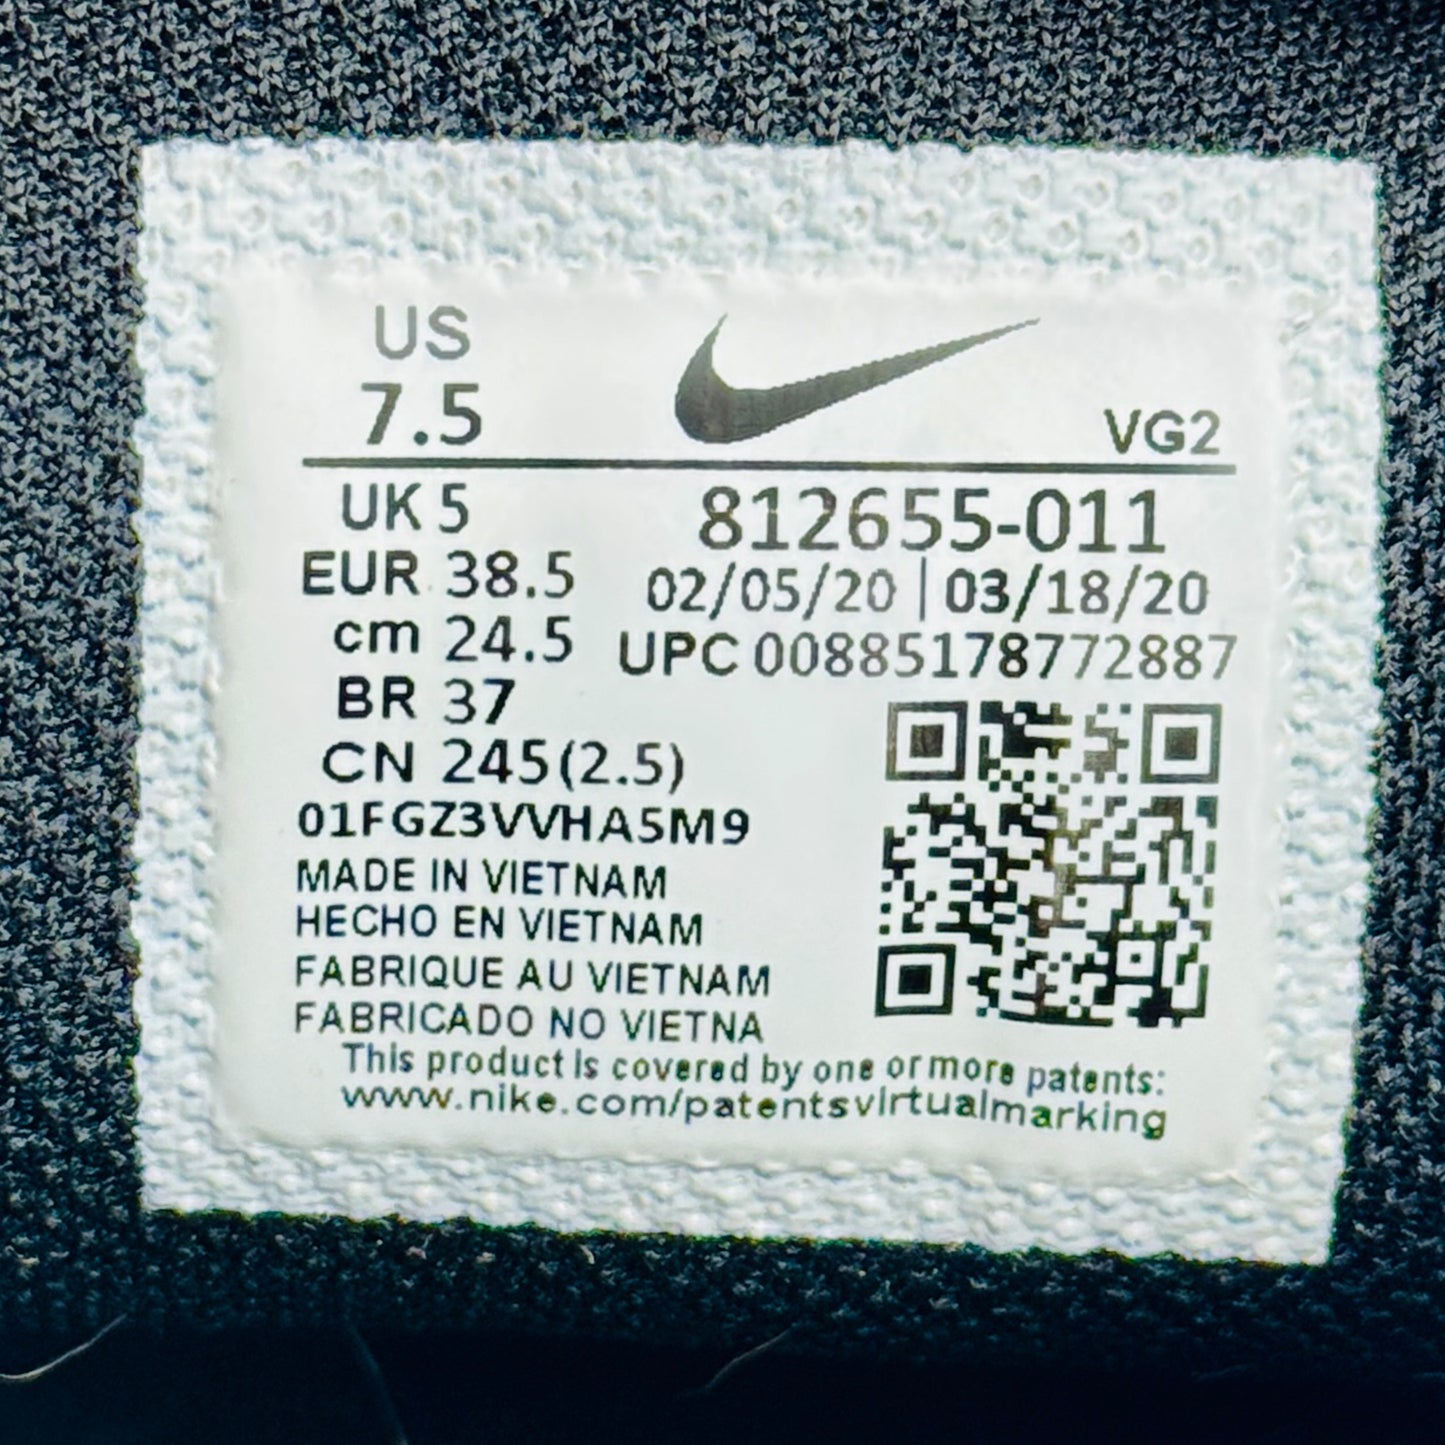 US
7.5
VG2
UK 5
812655-011
EUR 38.5
02/05/20 | 03/18/20
cm 24.5
UPC 00885178772887
BR 37
CN 245(2.5)
01FGZ3VVHA5M9
MADE IN VIETNAM
HECHO EN VIETNAM
FABRIQUE AU VIETNAM
FABRICADO NO VIETNA
This product is covered by one or more patents:
www.nike.com/patentsvirtualmarking